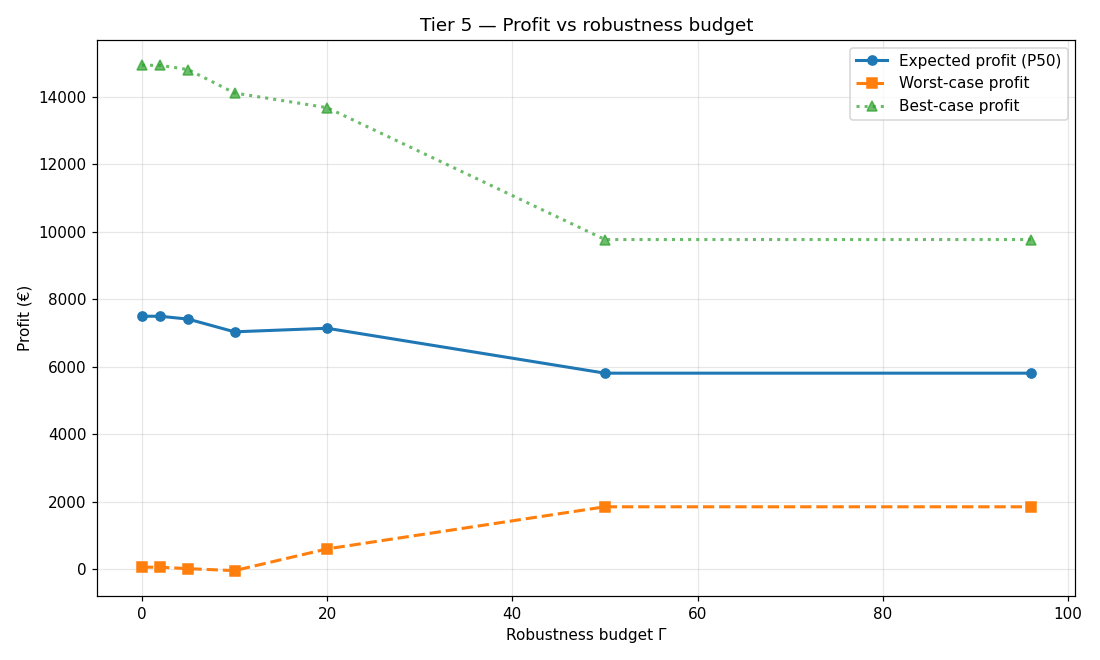 Tier 5 — Profit vs robustness budget
Expected profit (P50)
Worst-case profit
Best-case profit
Profit (€)
14000
12000
10000
8000
6000
4000
2000
0
0 20 40 60 80 100
Robustness budget Γ